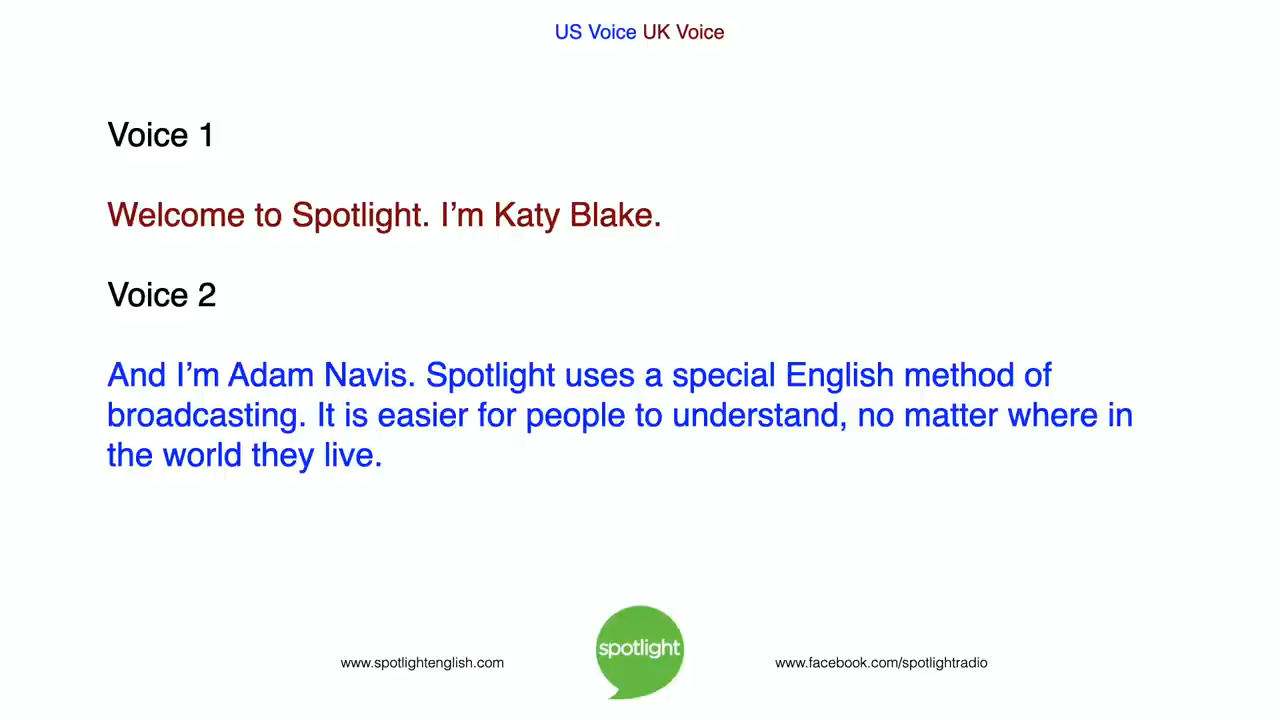 US Voice UK Voice
Voice 1
Welcome to Spotlight. I’m Katy Blake.
Voice 2
And I’m Adam Navis. Spotlight uses a special English method of
broadcasting. It is easier for people to understand, no matter where in
the world they live.
www.spotlightenglish.com
spotlight
www.facebook.com/spotlightradio